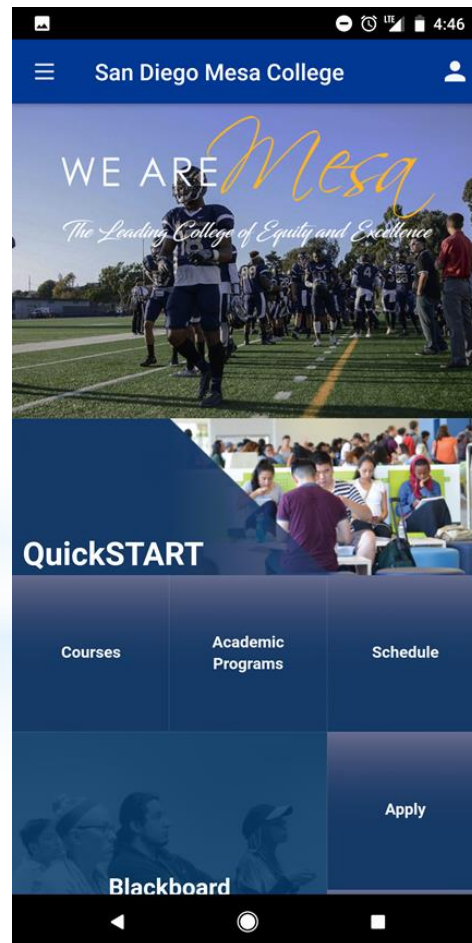 LTE 4:46
San Diego Mesa College
WE ARE Mesa
The Leading College of Equity and Excellence
QuickSTART
Courses
Academic
Programs
Schedule
Apply
Blackboard